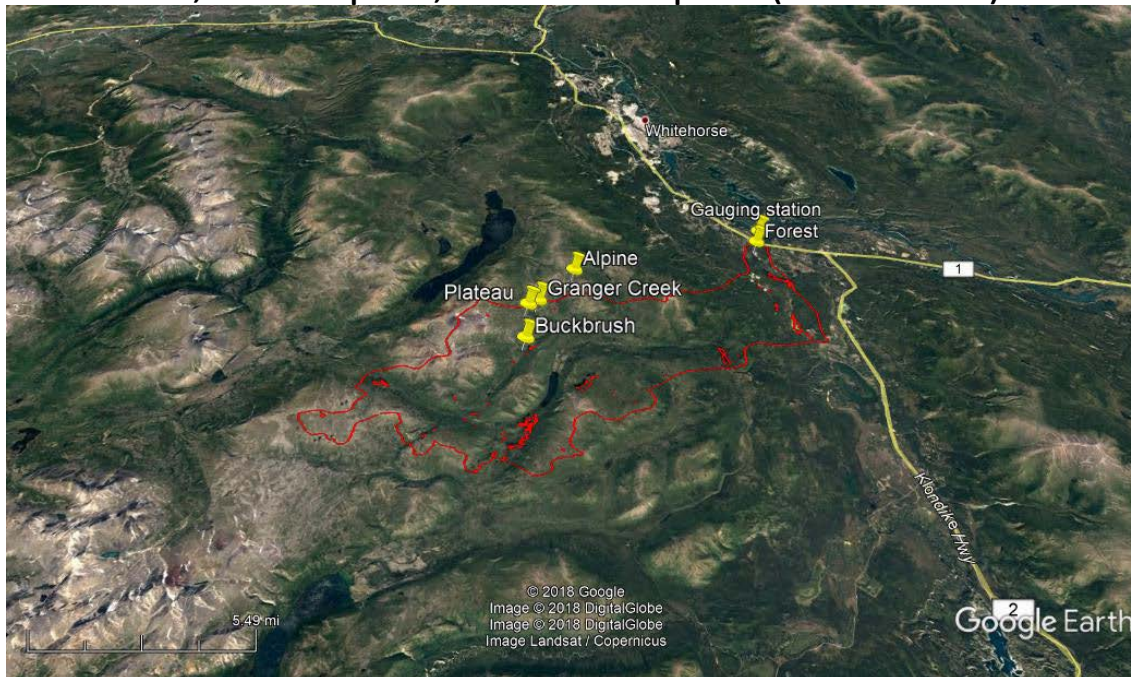 Whitehorse
Gauging station
Forest
1
Alpine
Granger Creek
Plateau
Buckbrush
Klondike Hwy
© 2018 Google
Image © 2018 DigitalGlobe
Image © 2018 DigitalGlobe
Image Landsat / Copernicus
5.49 mi
2
Google Earth